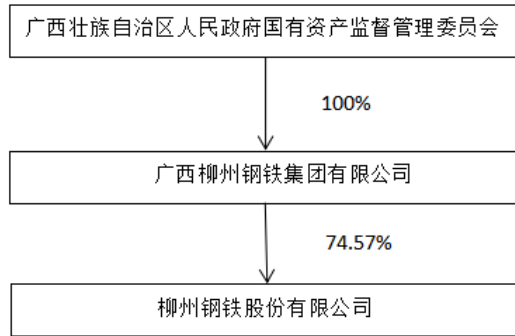 广西壮族自治区人民政府国有资产监督管理委员会
100%
广西柳州钢铁集团有限公司
74.57%
柳州钢铁股份有限公司